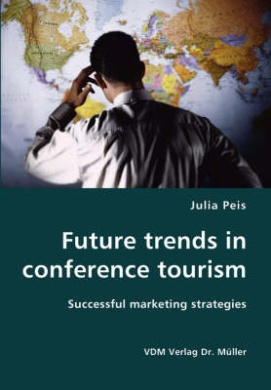 Julia Peis
Future trends in
conference tourism
Successful marketing strategies
VDM Verlag Dr. Müller